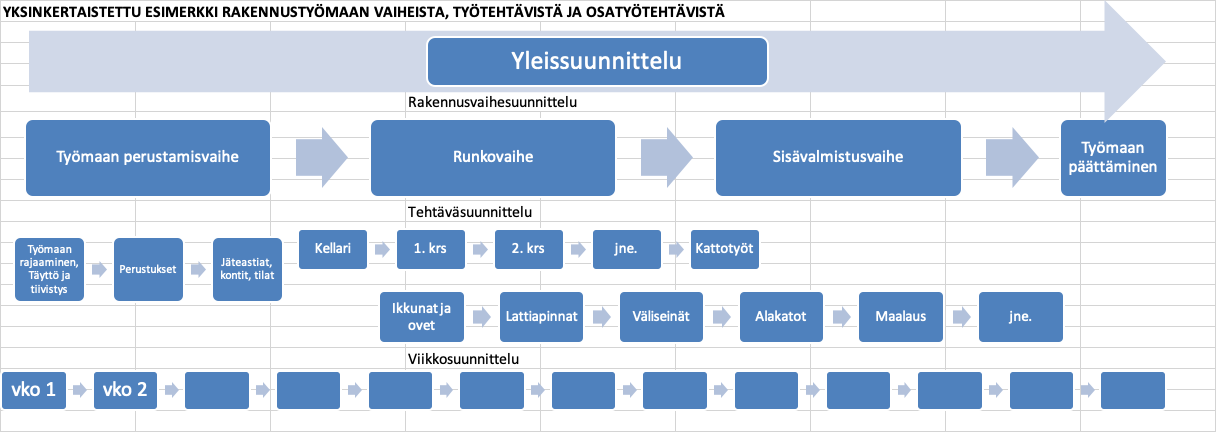 YKSINKERTAISTETTU ESIMERKKI RAKENNUSTYÖMAAN VAIHEISTA, TYÖTEHTÄVISTÄ JA OSATYÖTEHTÄVISTÄ
Yleissuunnittelu
Rakennusvaihesuunnittelu
Työmaan perustamisvaihe
Runkovaihe
Sisävalmistusvaihe
Työmaan
päättäminen
Tehtäväsuunnittelu
Työmaan
rajaaminen,
Täyttö ja
tiivistys
Perustukset
Jäteastiat,
kontit, tilat
Kellari
1. krs
2. krs
jne.
Kattotyöt
Ikkunat ja
ovet
Lattiapinnat
Väliseinät
Alakatot
Maalaus
jne.
Viikkosuunnittelu
vko 1
vko 2